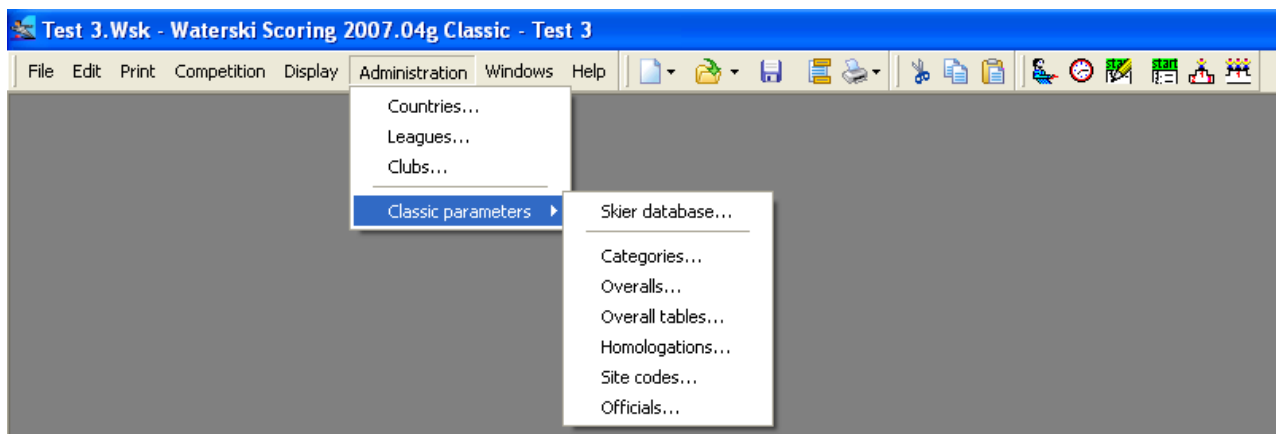 Test 3.Wsk - Waterski Scoring 2007.04g Classic - Test 3
File Edit Print Competition Display Administration Windows Help
Countries...
Leagues...
Clubs...
Classic parameters
Skier database...
Categories...
Overalls...
Overall tables...
Homologations...
Site codes...
Officials...